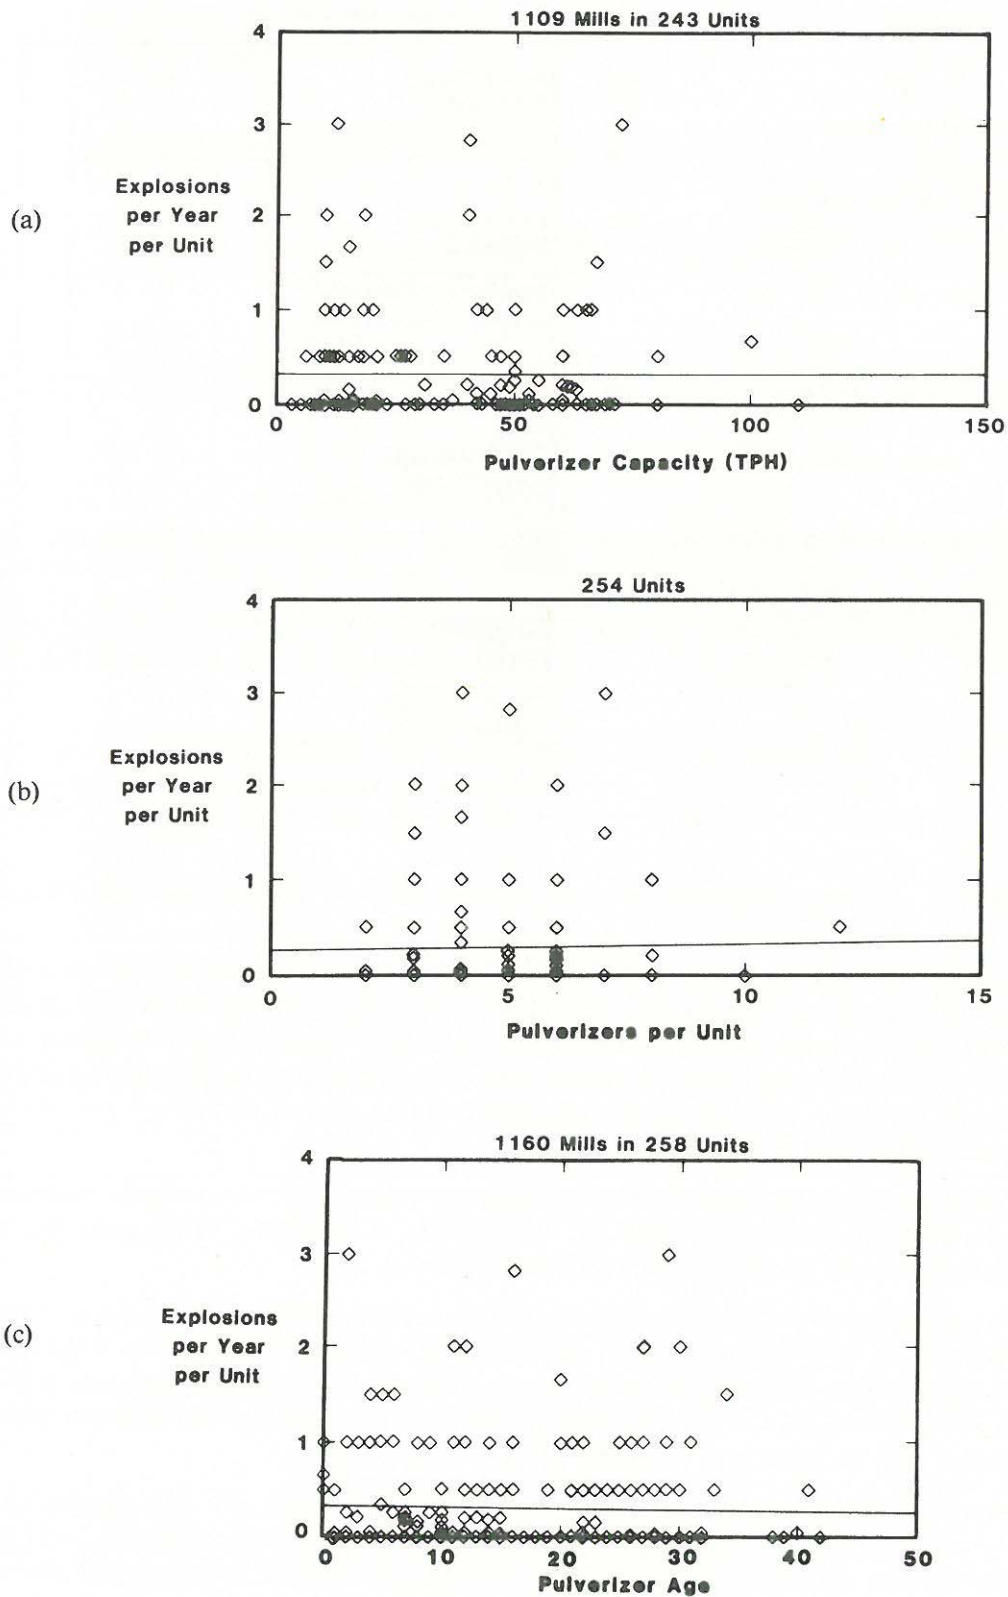 1109 Mills in 243 Units
4
3
2
1
0
Explosions
per Year
per Unit
(a)
0 50 100 150
Pulverizer Capacity (TPH)
254 Units
4
3
2
1
0
Explosions
per Year
per Unit
(b)
0 5 10 15
Pulverizers per Unit
1160 Mills in 258 Units
4
3
2
1
0
Explosions
per Year
per Unit
(c)
0 10 20 30 40 50
Pulverizer Age